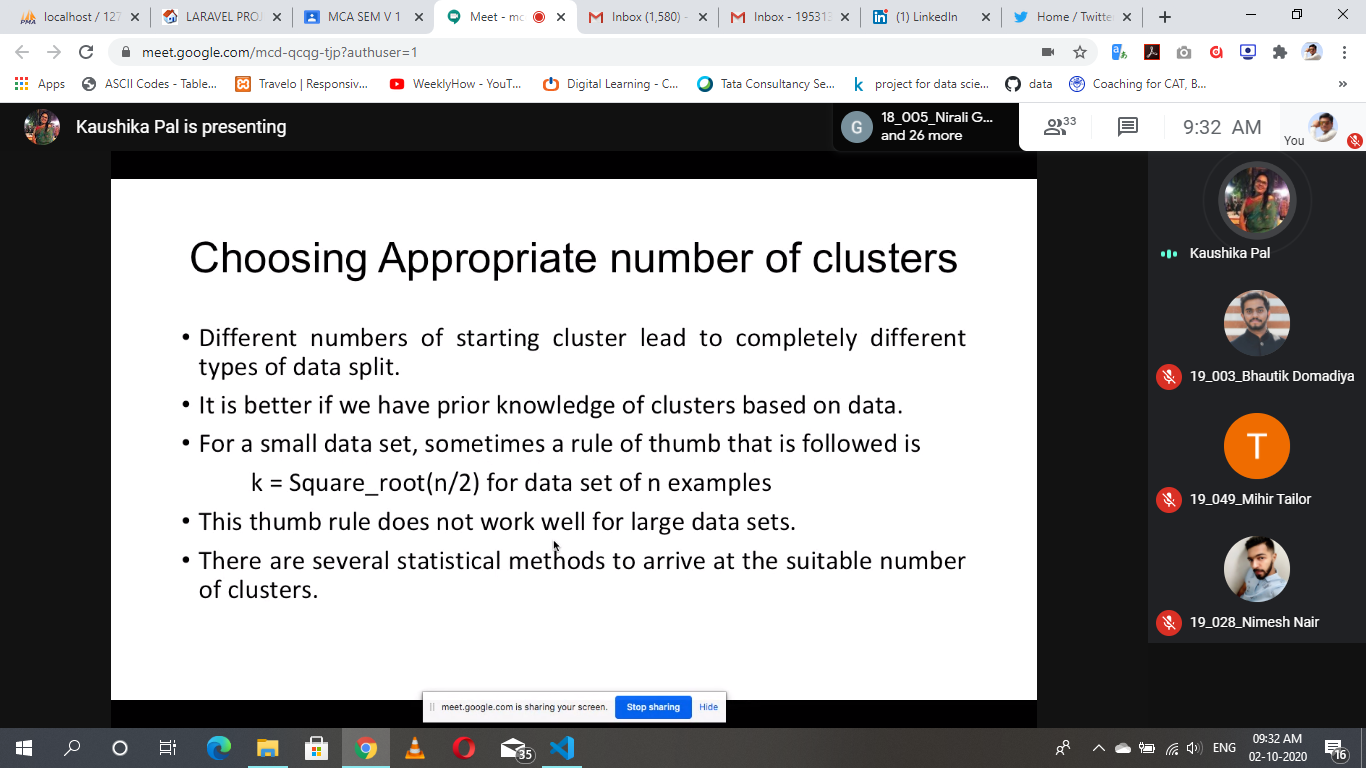 localhost / 127
LARAVEL PROJ
MCA SEM V 1
Meet - mc
Inbox (1,580) -
Inbox - 195313
(1) LinkedIn
Home / Twitte
meet.google.com/mcd-qcqg-tjp?authuser=1
Apps
ASCII Codes - Table...
Travelo | Responsiv...
WeeklyHow - YouT...
Digital Learning - C...
Tata Consultancy Se...
project for data scie...
data
Coaching for CAT, B...
Kaushika Pal is presenting
G
18_005_Nirali G...
and 26 more
33
9:32 AM
You
Choosing Appropriate number of clusters
• Different numbers of starting cluster lead to completely different
types of data split.
• It is better if we have prior knowledge of clusters based on data.
• For a small data set, sometimes a rule of thumb that is followed is
k = Square_root(n/2) for data set of n examples
• This thumb rule does not work well for large data sets.
• There are several statistical methods to arrive at the suitable number
of clusters.
Kaushika Pal
19_003_Bhautik Domadiya
T
19_049_Mihir Tailor
19_028_Nimesh Nair
meet.google.com is sharing your screen.
Stop sharing
Hide
35
ENG
09:32 AM
02-10-2020
16